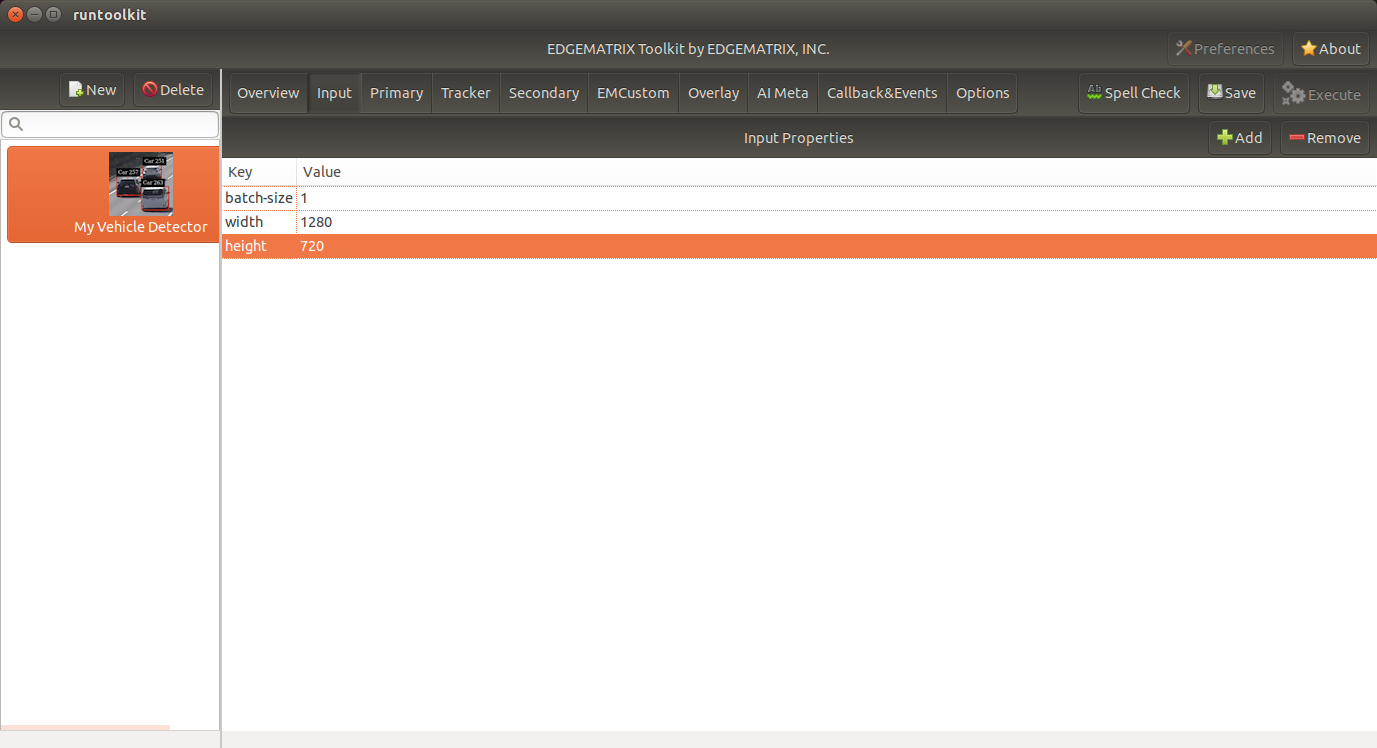 runtoolkit
EDGEMATRIX Toolkit by EDGEMATRIX, INC.
Preferences
About
New
Delete
Overview
Input
Primary
Tracker
Secondary
EMCustom
Overlay
AI Meta
Callback&Events
Options
Spell Check
Save
Execute
Input Properties
Add
Remove
Car 251
Car 257
Car 263
My Vehicle Detector
Key Value
batch-size 1
width 1280
height 720